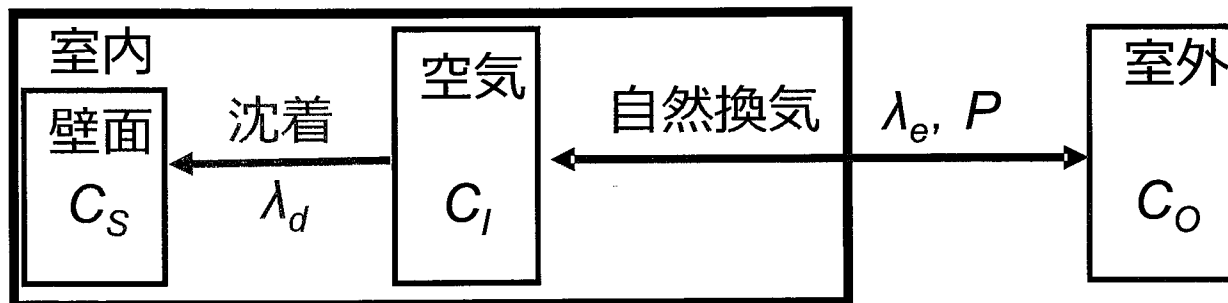 室内
壁面
C_S
沈着
λ_d
空気
C_I
自然換気
λ_e, P
室外
C_O